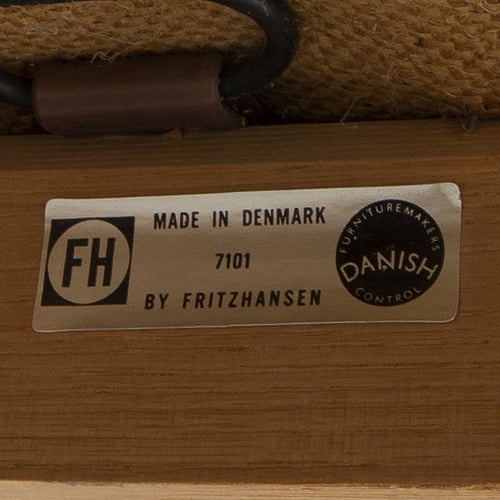 FH
MADE IN DENMARK
7101
BY FRITZHANSEN
FURNITUREMAKERS
DANISH
CONTROL